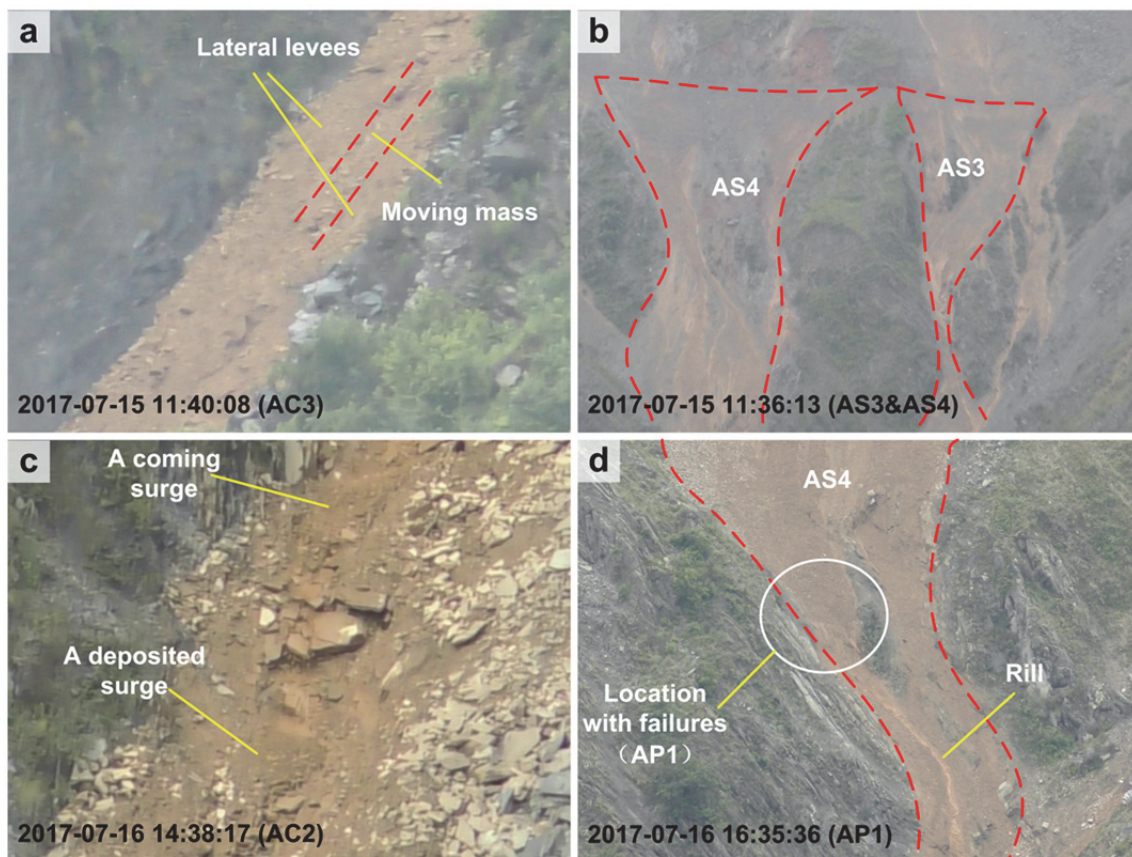 a
Lateral levees
Moving mass
2017-07-15 11:40:08 (AC3)
b
AS4
AS3
2017-07-15 11:36:13 (AS3&AS4)
c
A coming
surge
A deposited
surge
2017-07-16 14:38:17 (AC2)
d
AS4
Location
with failures
（AP1）
Rill
2017-07-16 16:35:36 (AP1)